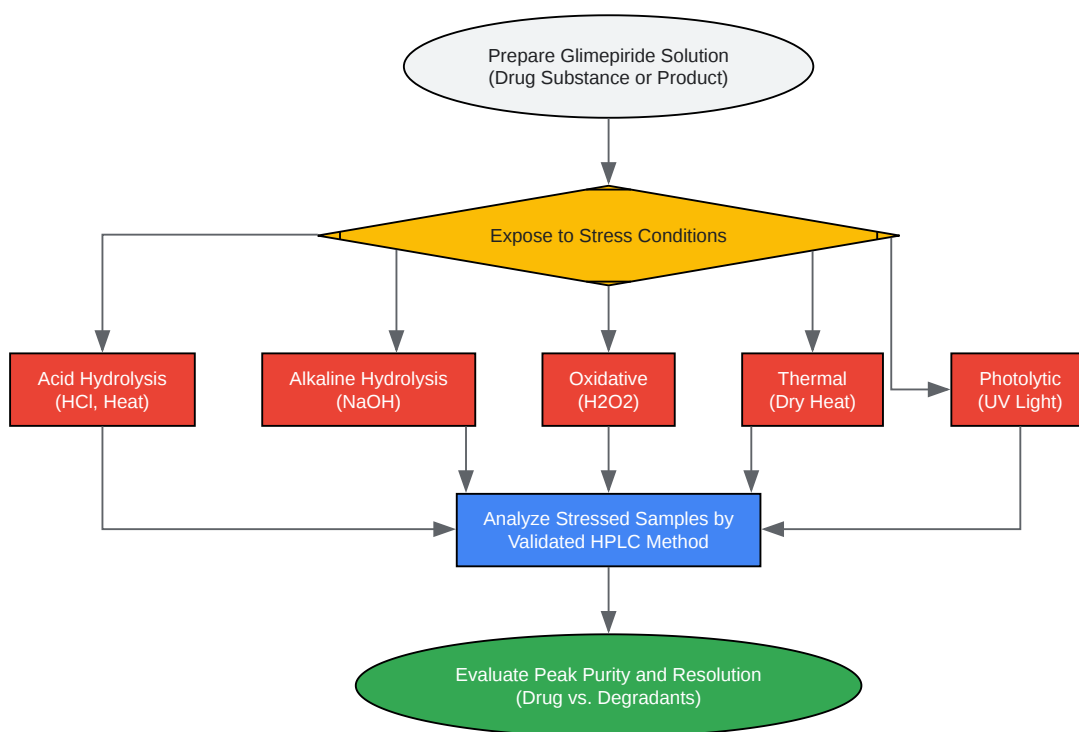 Prepare Glimepiride Solution
(Drug Substance or Product)
Expose to Stress Conditions
Acid Hydrolysis
(HCl, Heat)
Alkaline Hydrolysis
(NaOH)
Oxidative
(H2O2)
Thermal
(Dry Heat)
Photolytic
(UV Light)
Analyze Stressed Samples by
Validated HPLC Method
Evaluate Peak Purity and Resolution
(Drug vs. Degradants)